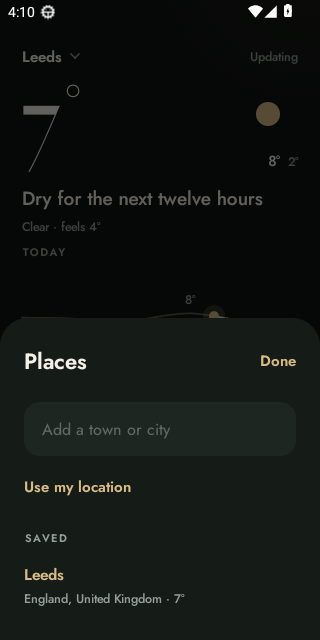 4:10
Leeds
Updating
7°
8° 2°
Dry for the next twelve hours
Clear · feels 4°
TODAY
8°
Places
Done
Add a town or city
Use my location
SAVED
Leeds
England, United Kingdom · 7°